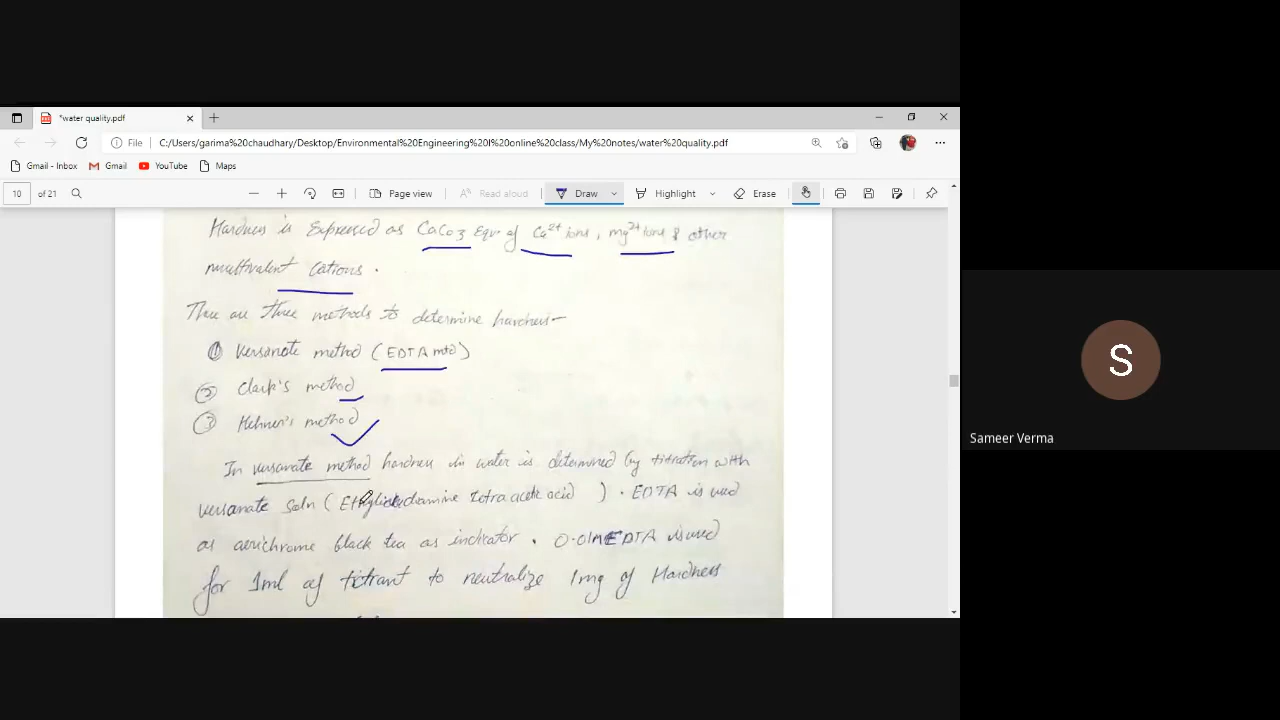 *water quality.pdf
File C:/Users/garima%20chaudhary/Desktop/Environmental%20Engineering%20I%20online%20class/My%20notes/water%20quality.pdf
Gmail - Inbox Gmail YouTube Maps
10 of 21 Page view Read aloud Draw Highlight Erase
Hardness is Expressed as CaCo3 Equ. of Ca2+ ions, mg2+ ions & other
multivalent Cations.
There are three methods to determine hardness-
① Versanate method (EDTA mtd)
② Clark's method
③ Hehner's method
In versanate method hardness in water is determined by titration with
versanate Soln ( tetra acetic acid ). EDTA is used
as black tea as indicator. EDTA is used
for 1ml of titrant to neutralize 1mg of Hardness
S
Sameer Verma